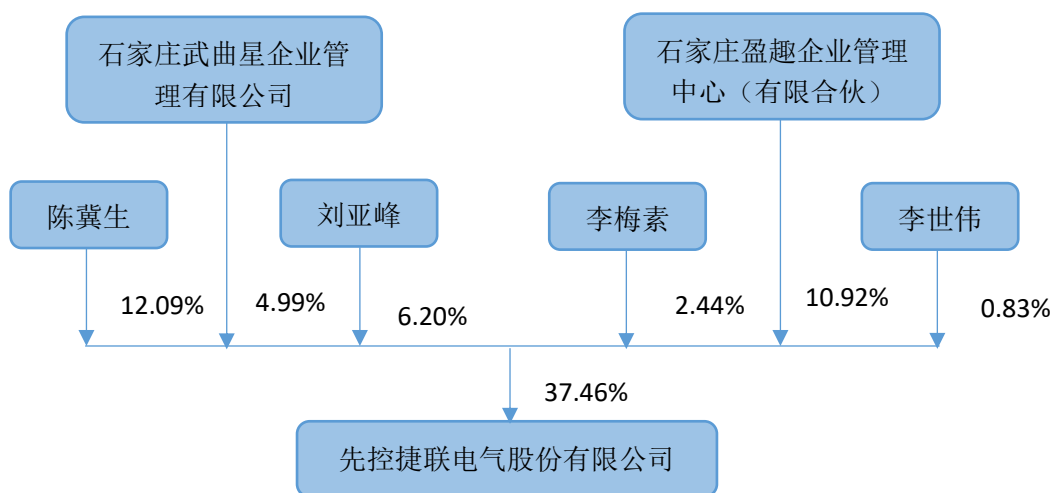 石家庄武曲星企业管
理有限公司
石家庄盈趣企业管理
中心（有限合伙）
陈冀生
刘亚峰
李梅素
李世伟
12.09%
4.99%
6.20%
2.44%
10.92%
0.83%
37.46%
先控捷联电气股份有限公司